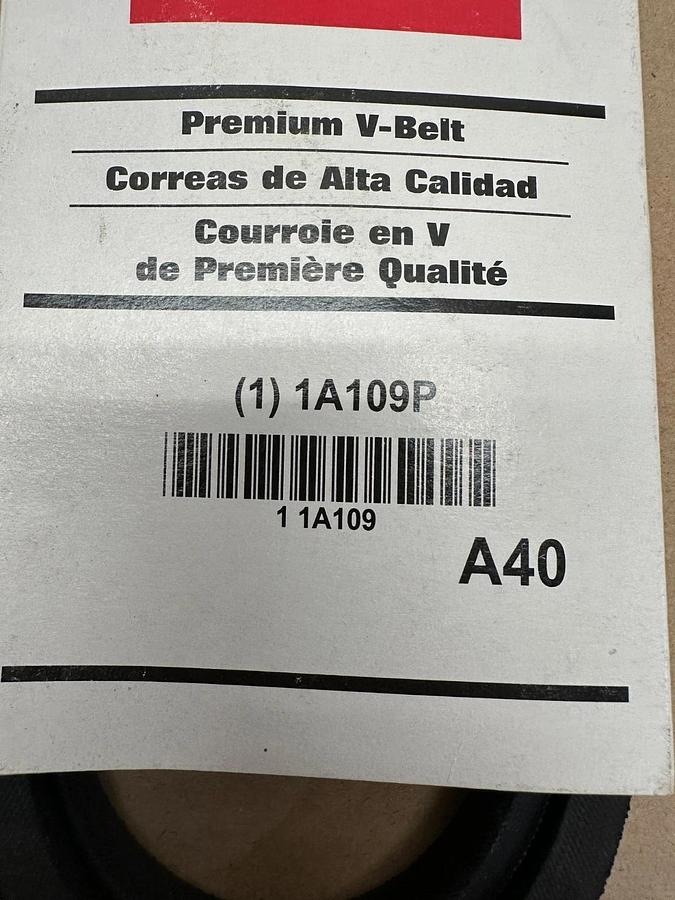 Premium V-Belt
Correas de Alta Calidad
Courroie en V
de Première Qualité
(1) 1A109P
1 1A109
A40